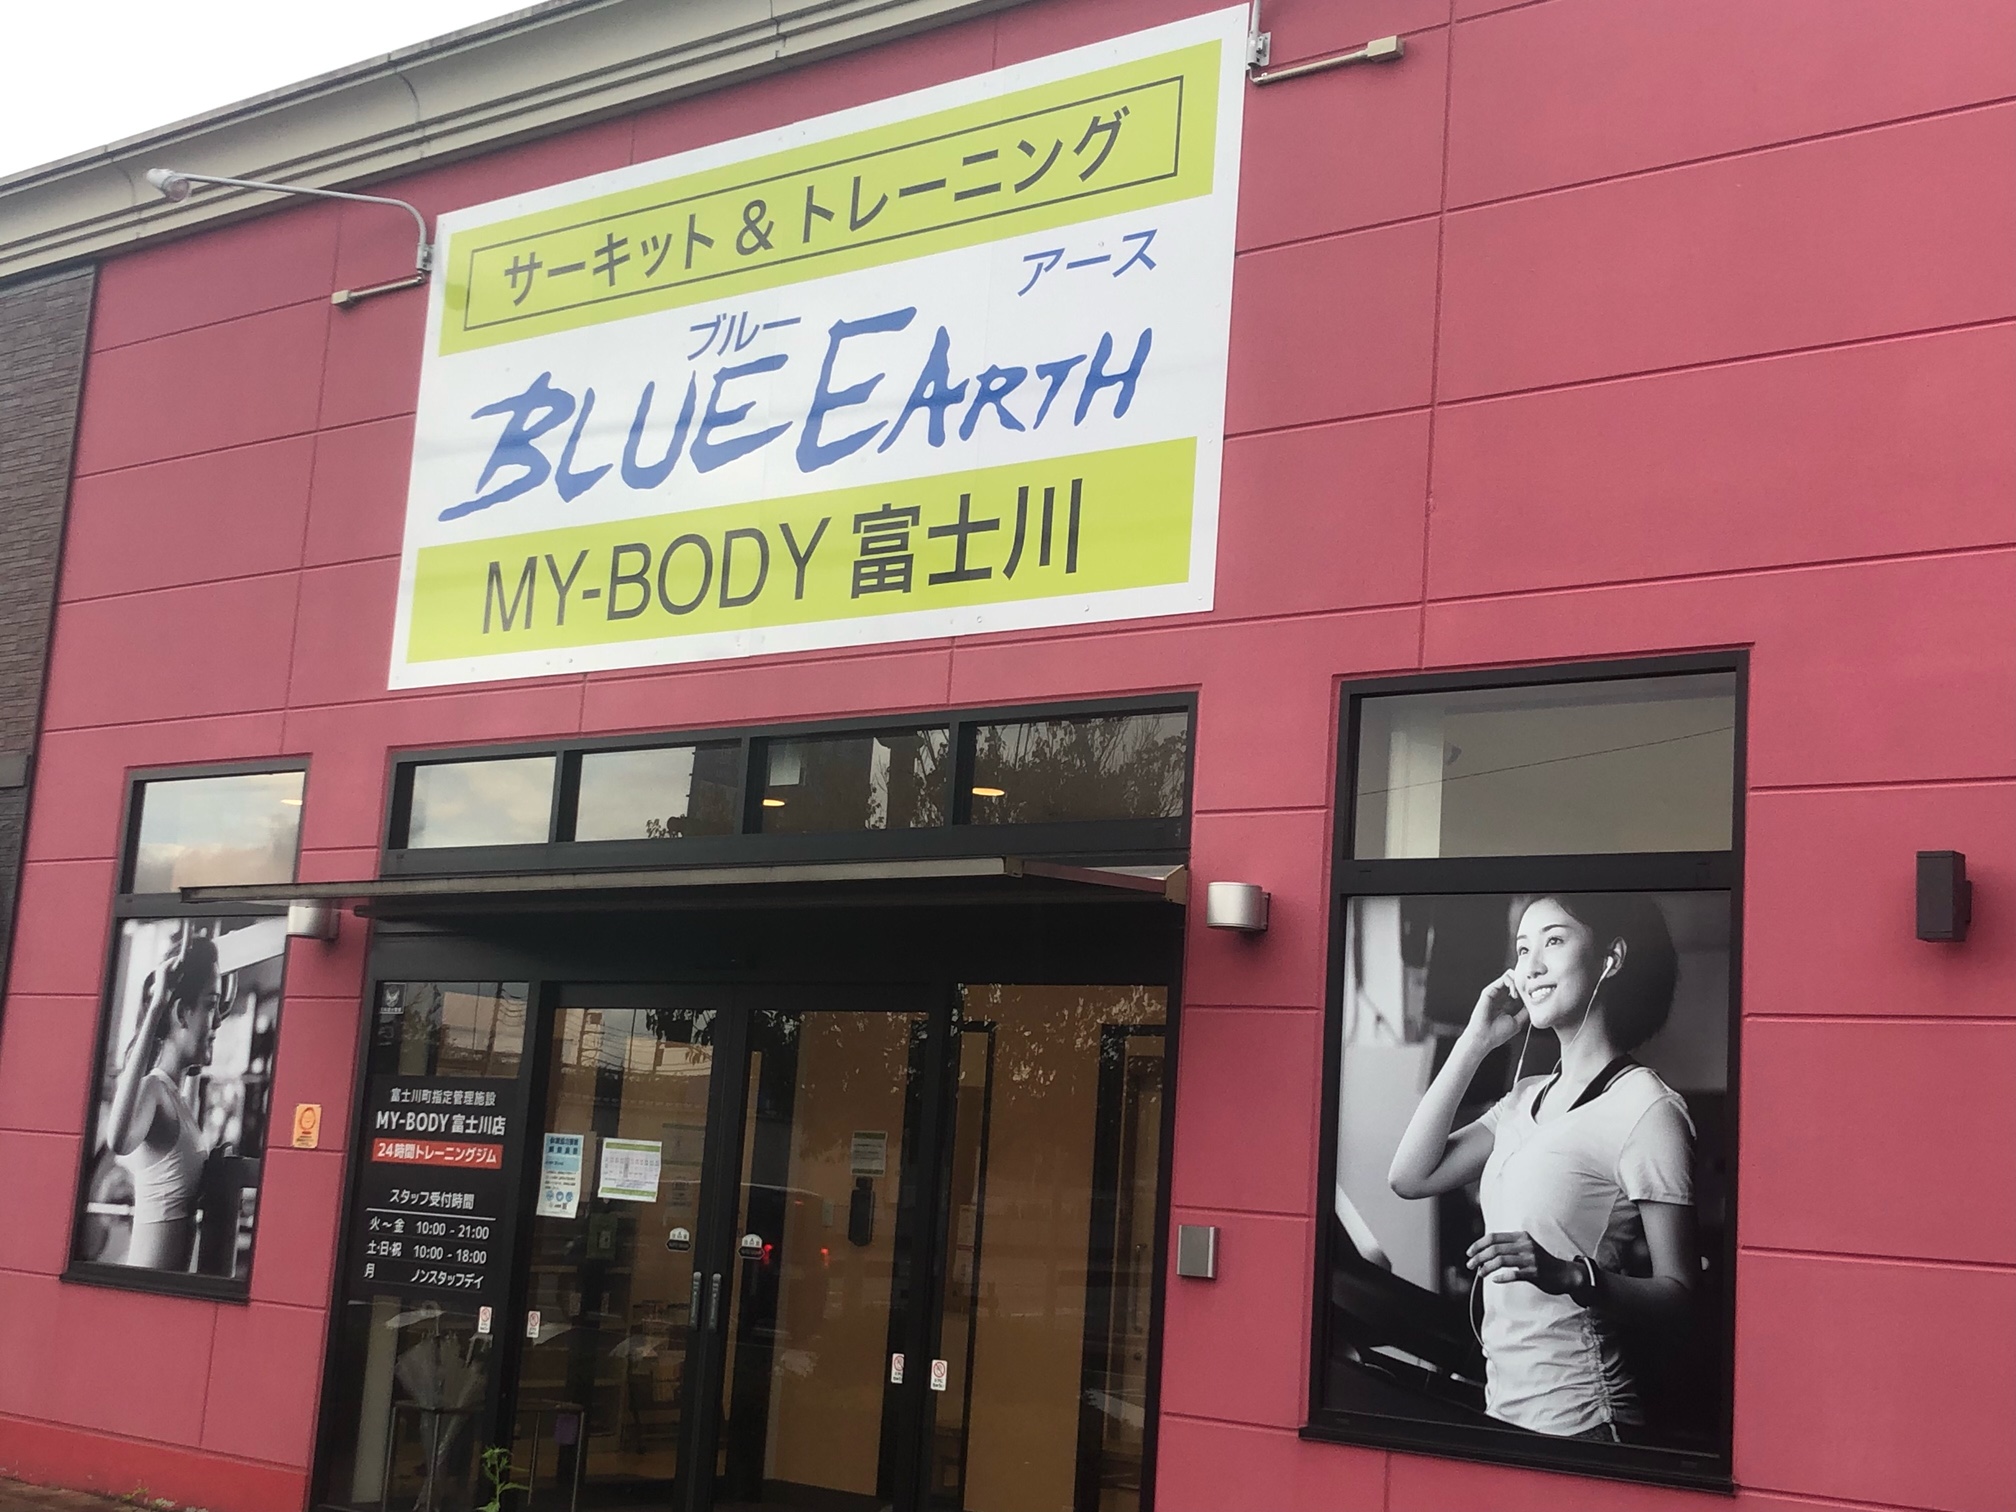 サーキット & トレーニング
ブルー アース
BLUE EARTH
MY-BODY 富士川
富士川町指定管理施設
MY-BODY 富士川店
24時間トレーニングジム
スタッフ受付時間
火〜金 10:00 - 21:00
土・日・祝 10:00 - 18:00
月 ノンスタッフデイ